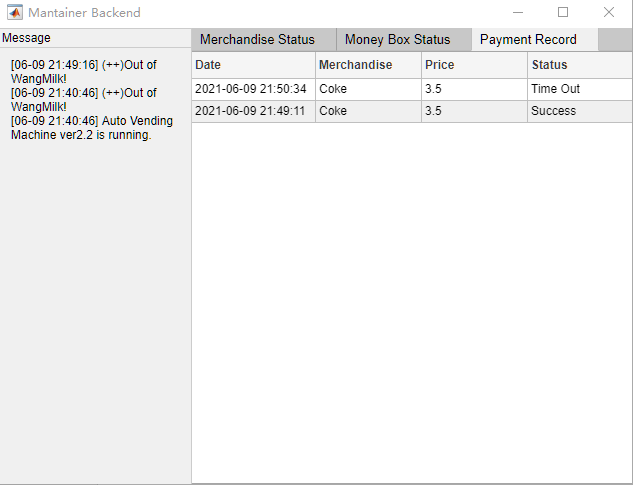 Mantainer Backend
Message
[06-09 21:49:16] (++)Out of
WangMilk!
[06-09 21:40:46] (++)Out of
WangMilk!
[06-09 21:40:46] Auto Vending
Machine ver2.2 is running.
Merchandise Status Money Box Status Payment Record
Date Merchandise Price Status
2021-06-09 21:50:34 Coke 3.5 Time Out
2021-06-09 21:49:11 Coke 3.5 Success